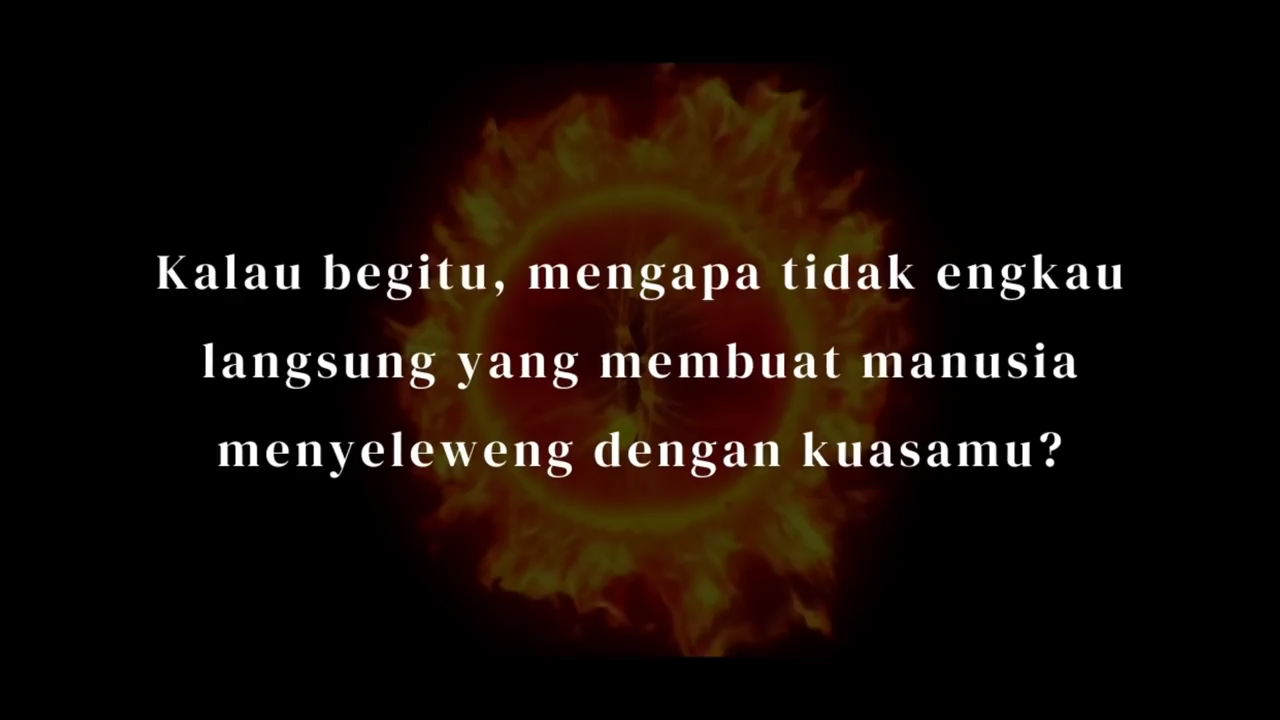 Kalau begitu, mengapa tidak engkau
langsung yang membuat manusia
menyeleweng dengan kuasamu?